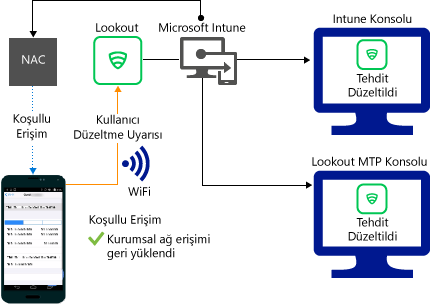 Lookout
Microsoft Intune
Intune Konsolu
NAC
Tehdit
Düzeltildi
Koşullu
Erişim
Kullanıcı
Düzeltme Uyarısı
WiFi
Lookout MTP Konsolu
Tehdit
Düzeltildi
Koşullu Erişim
Kurumsal ağ erişimi
geri yüklendi